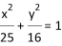 x²/25 + y²/16 = 1